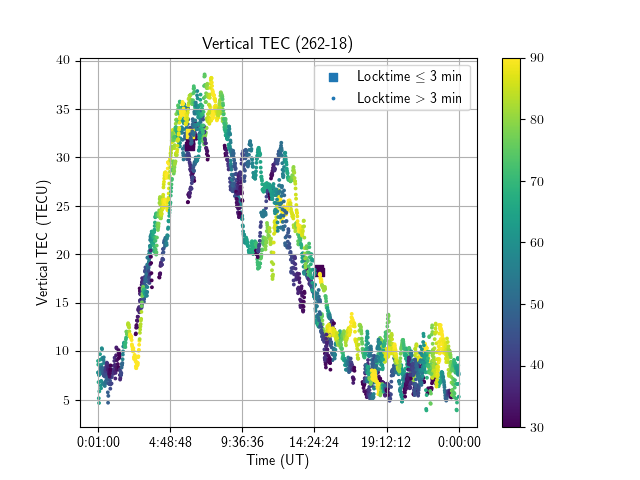 Vertical TEC (262-18)
Locktime ≤ 3 min
Locktime > 3 min
Vertical TEC (TECU)
40
35
30
25
20
15
10
5
0:01:00 4:48:48 9:36:36 14:24:24 19:12:12 0:00:00
Time (UT)
90
80
70
60
50
40
30